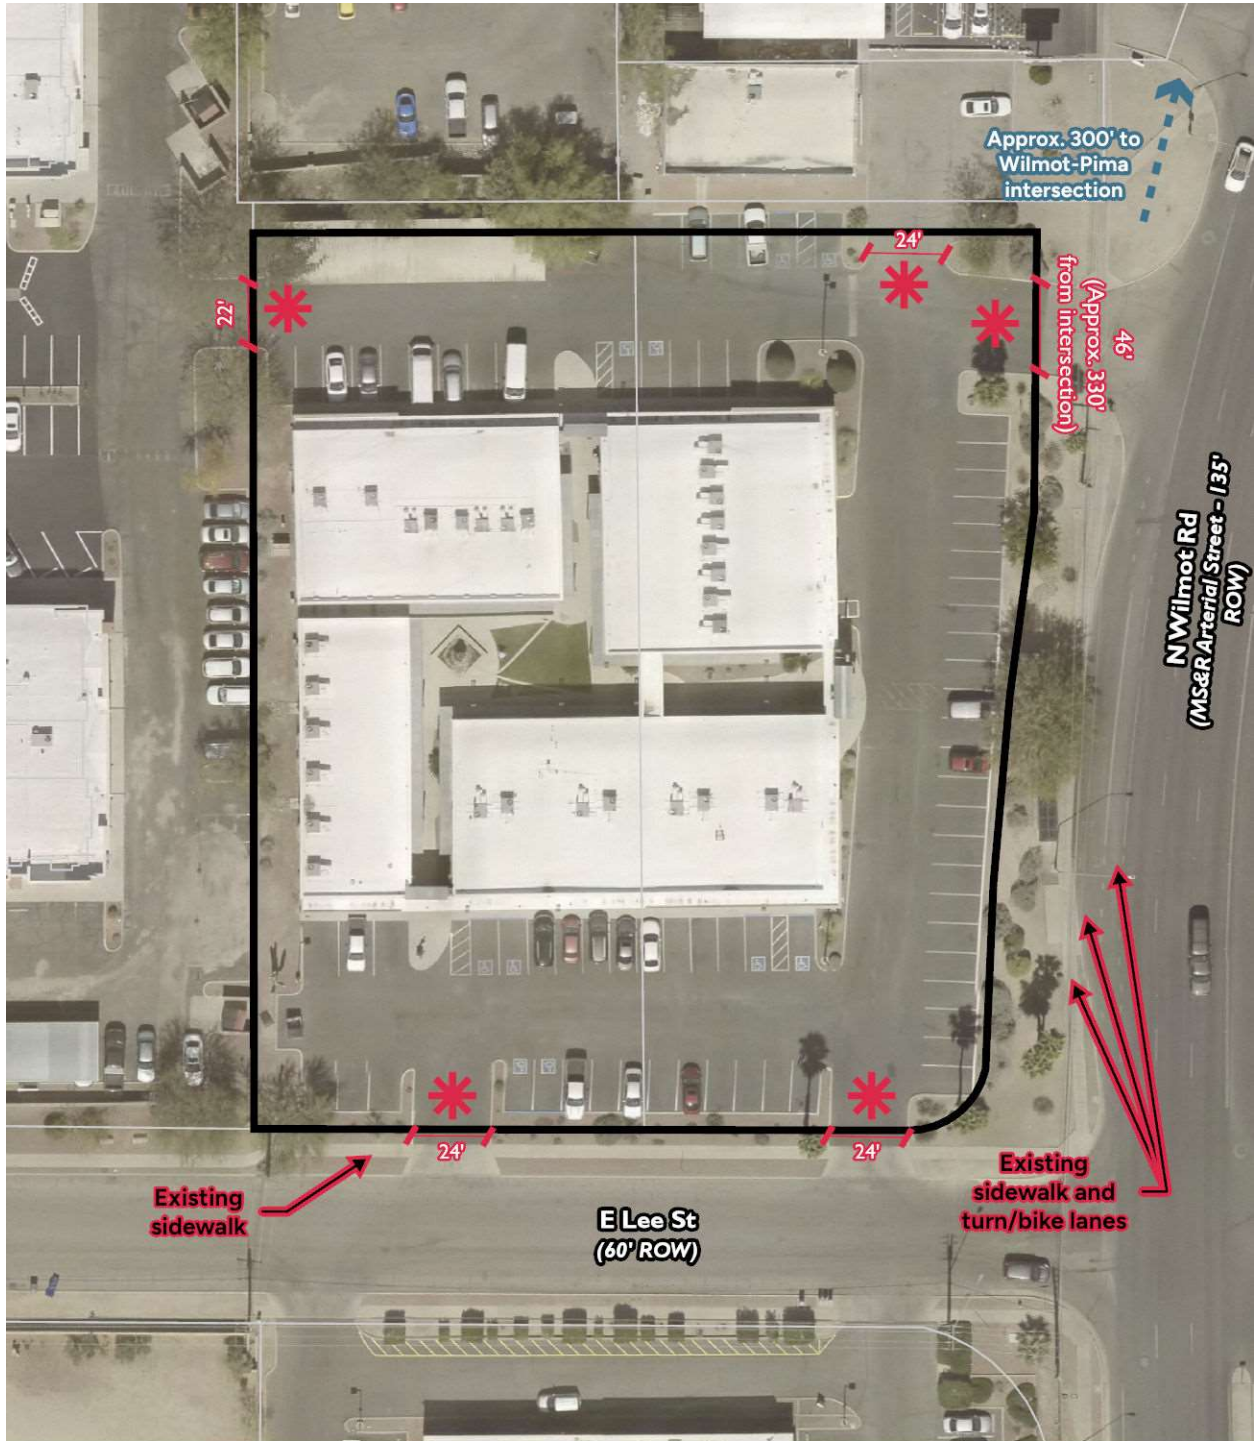 Approx. 300' to
Wilmot-Pima
intersection
24'
22'
46'
(Approx. 330'
from intersection)
N Wilmot Rd
(MS&R Arterial Street - 135'
ROW)
24'
24'
Existing
sidewalk
Existing
sidewalk and
turn/bike lanes
E Lee St
(60' ROW)